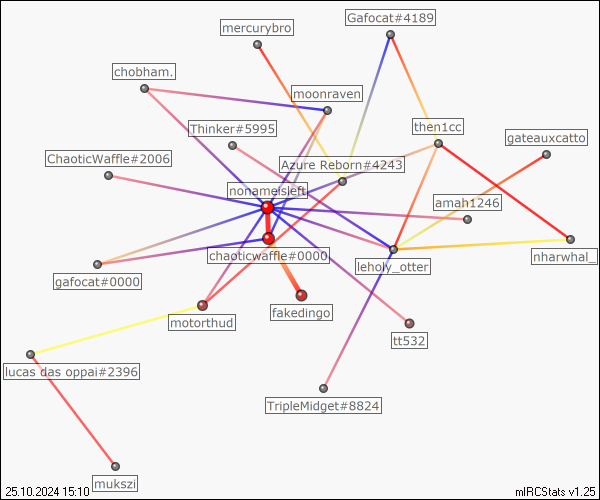 Gafocat#4189
mercurybro
chobham.
moonraven
Thinker#5995
then1cc
gateauxcatto
ChaoticWaffle#2006
Azure Reborn#4243
nonameisleft
amah1246
chaoticwaffle#0000
nharwhal_
leholy_otter
gafocat#0000
fakedingo
motorthud
tt532
lucas das oppai#2396
TripleMidget#8824
mukszi
25.10.2024 15:10
mIRCStats v1.25